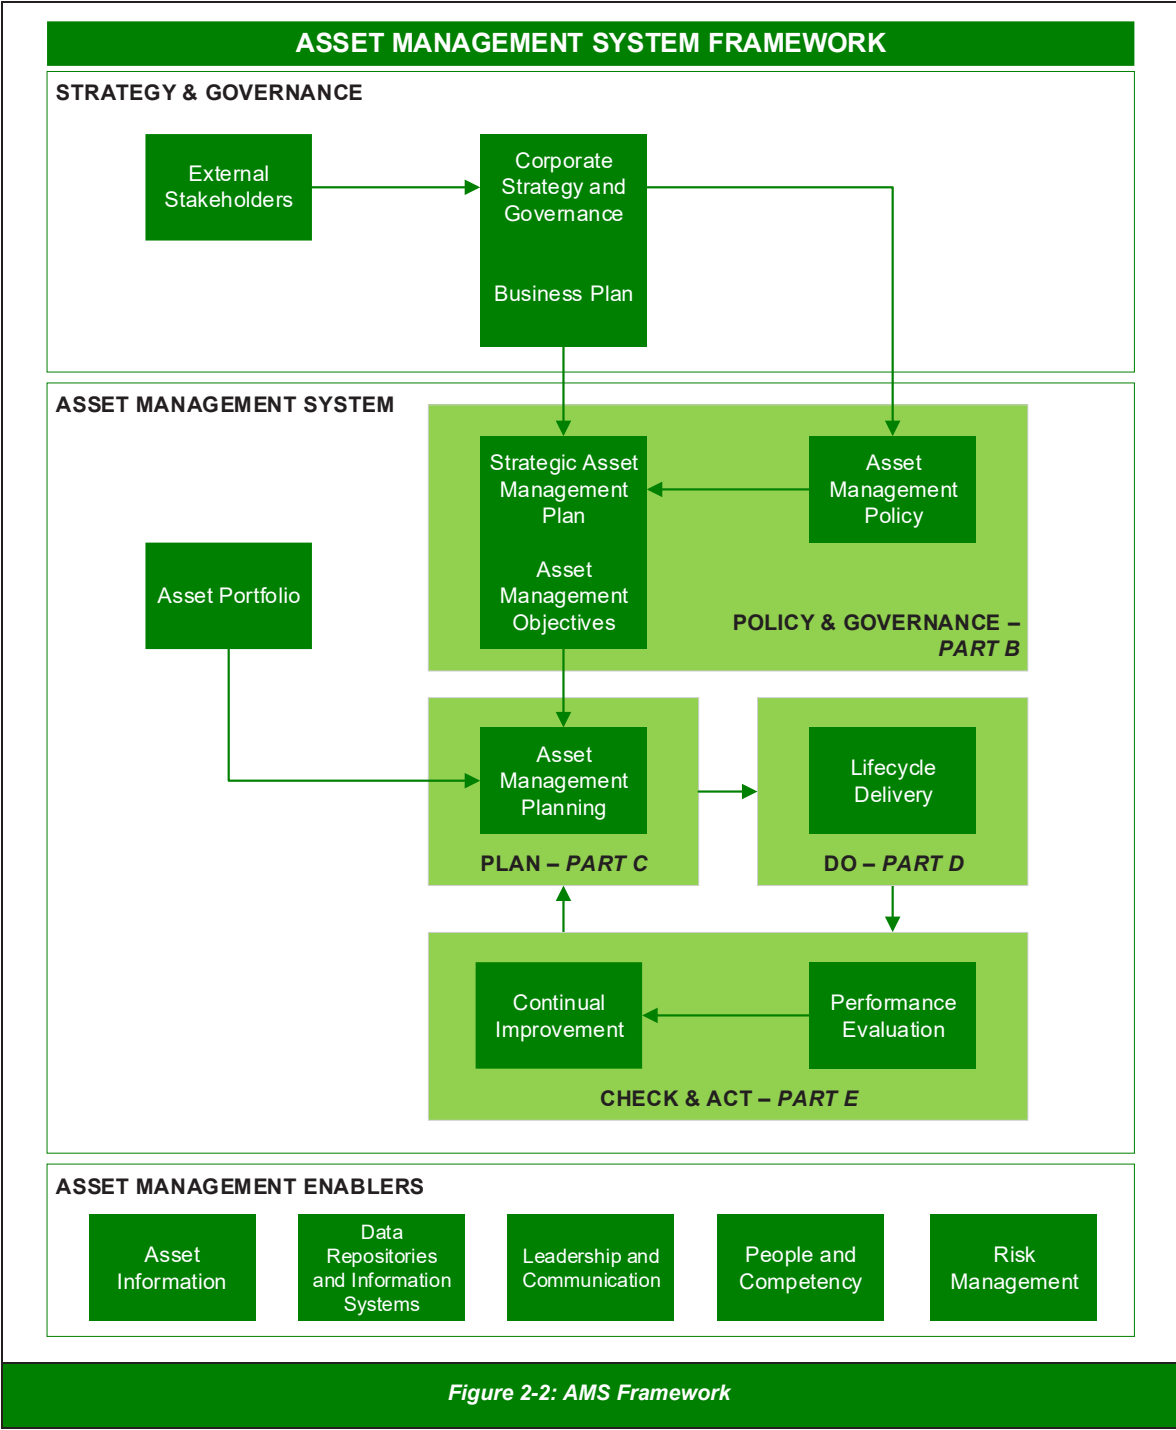 ASSET MANAGEMENT SYSTEM FRAMEWORK
STRATEGY & GOVERNANCE
External
Stakeholders
Corporate
Strategy and
Governance
Business Plan
ASSET MANAGEMENT SYSTEM
Strategic Asset
Management
Plan
Asset
Management
Objectives
Asset
Management
Policy
POLICY & GOVERNANCE –
PART B
Asset Portfolio
Asset
Management
Planning
PLAN – PART C
Lifecycle
Delivery
DO – PART D
Continual
Improvement
Performance
Evaluation
CHECK & ACT – PART E
ASSET MANAGEMENT ENABLERS
Asset
Information
Data
Repositories
and Information
Systems
Leadership and
Communication
People and
Competency
Risk
Management
Figure 2-2: AMS Framework